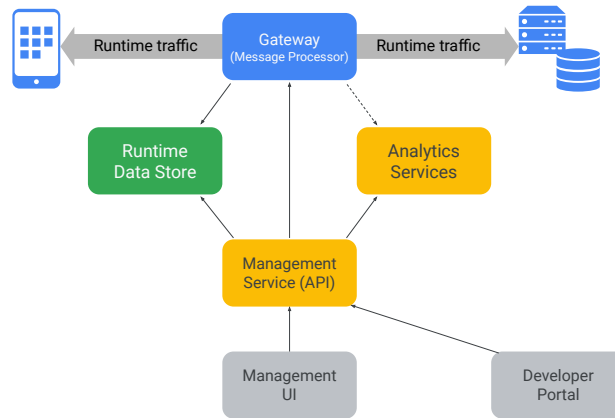 Runtime traffic
Gateway
(Message Processor)
Runtime traffic
Runtime
Data Store
Analytics
Services
Management
Service (API)
Management
UI
Developer
Portal